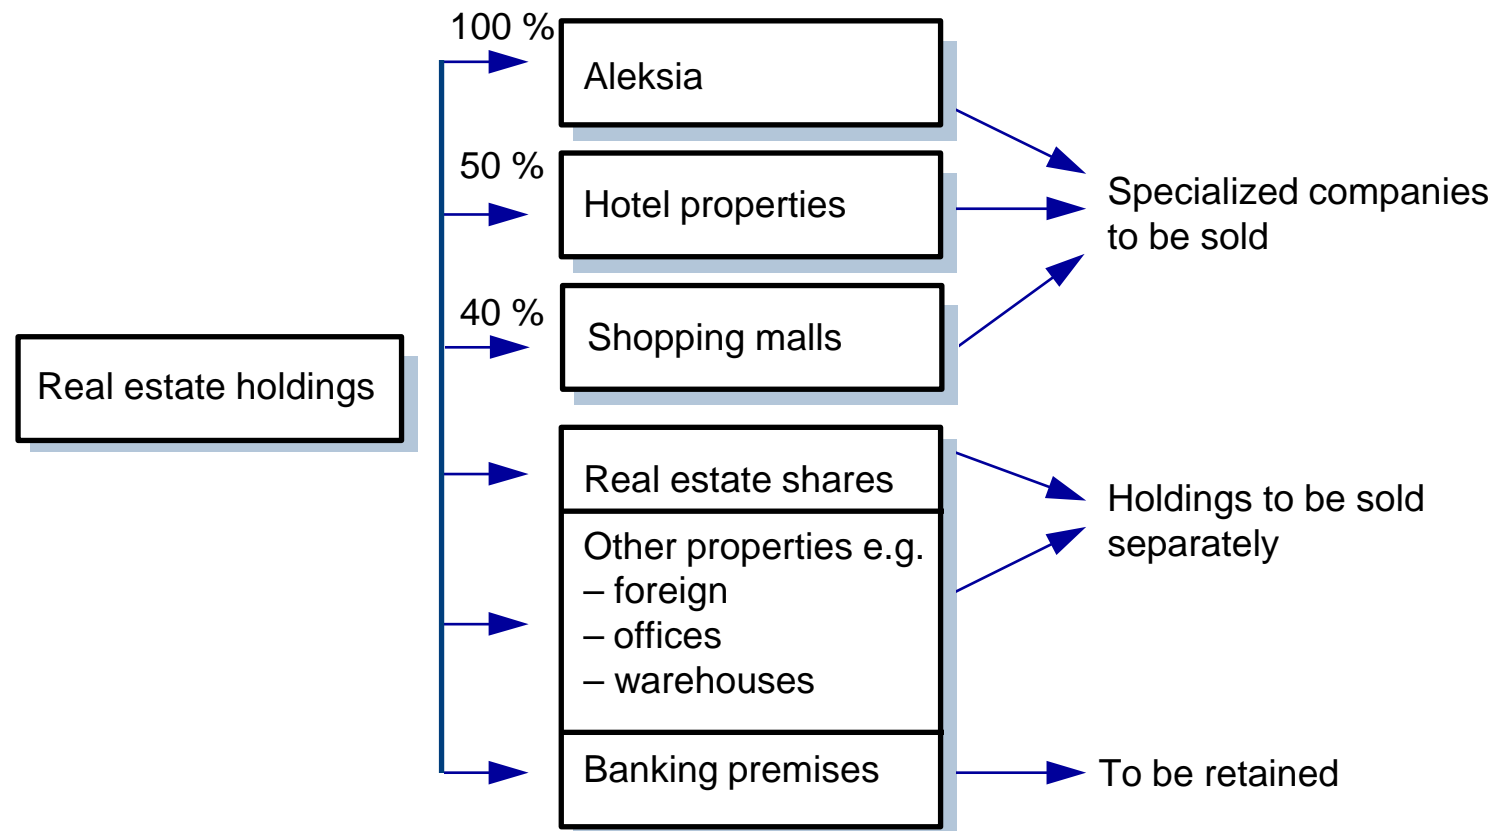 100 %
Aleksia
50 %
Hotel properties
Specialized companies
to be sold
40 %
Shopping malls
Real estate holdings
Real estate shares
Holdings to be sold
separately
Other properties e.g.
– foreign
– offices
– warehouses
Banking premises
To be retained